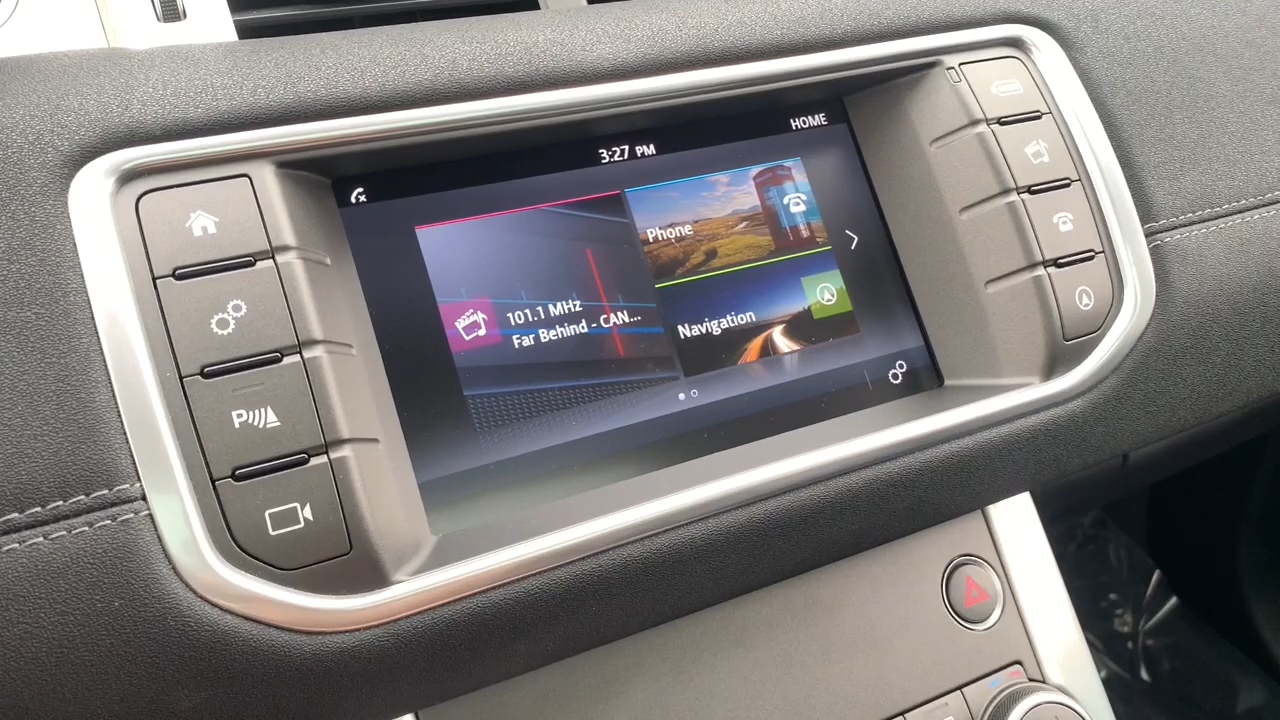 HOME
3:27 PM
Phone
101.1 MHz
Far Behind - CAN...
Navigation
P